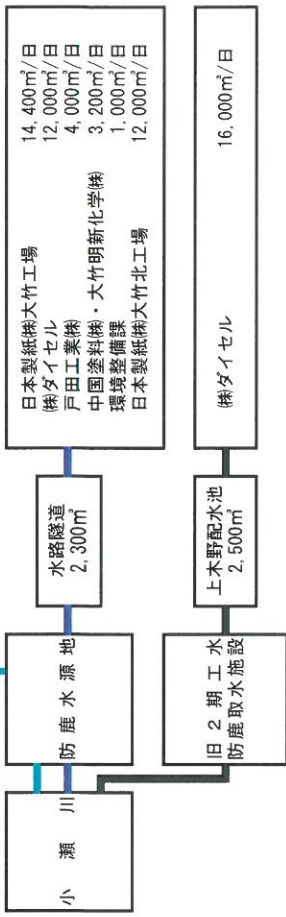 小瀬川
防鹿水源地
水路隧道
2,300㎥
日本製紙㈱大竹工場 14,400㎥/日
㈱ダイセル 12,000㎥/日
戸田工業㈱ 4,000㎥/日
中国塗料㈱・大竹明新化学㈱ 3,200㎥/日
環境整備課 1,000㎥/日
日本製紙㈱大竹北工場 12,000㎥/日
旧2期工水
防鹿取水施設
上木野配水池
2,500㎥
㈱ダイセル 16,000㎥/日